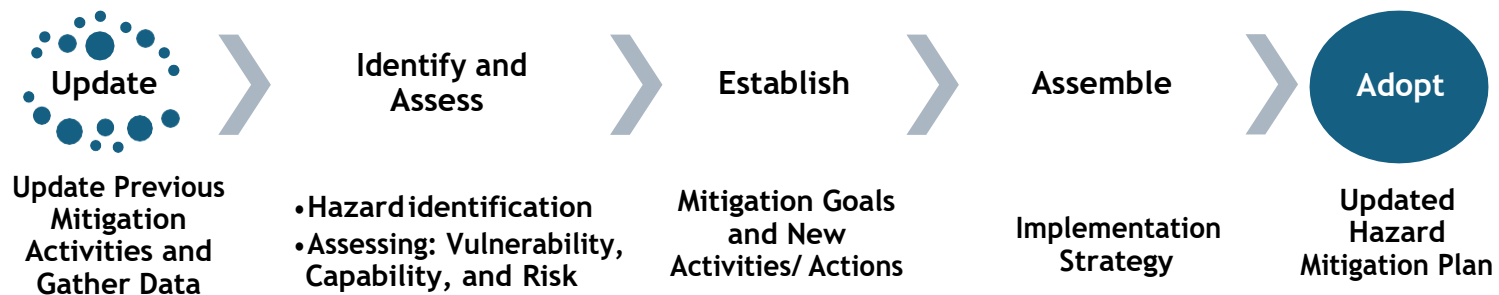 Update
Identify and
Assess
Establish
Assemble
Adopt
Update Previous
Mitigation
Activities and
Gather Data
•Hazard identification
•Assessing: Vulnerability,
Capability, and Risk
Mitigation Goals
and New
Activities/ Actions
Implementation
Strategy
Updated
Hazard
Mitigation Plan